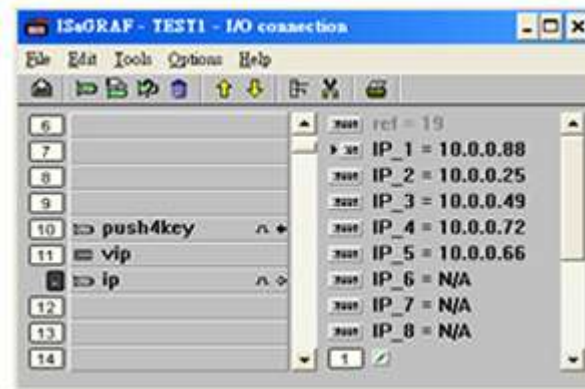 ISaGRAF - TEST1 - I/O connection
File Edit Tools Options Help
6
7
8
9
10 push4key
11 vip
ip
12
13
14
ref = 19
IP_1 = 10.0.0.88
IP_2 = 10.0.0.25
IP_3 = 10.0.0.49
IP_4 = 10.0.0.72
IP_5 = 10.0.0.66
IP_6 = N/A
IP_7 = N/A
IP_8 = N/A
1